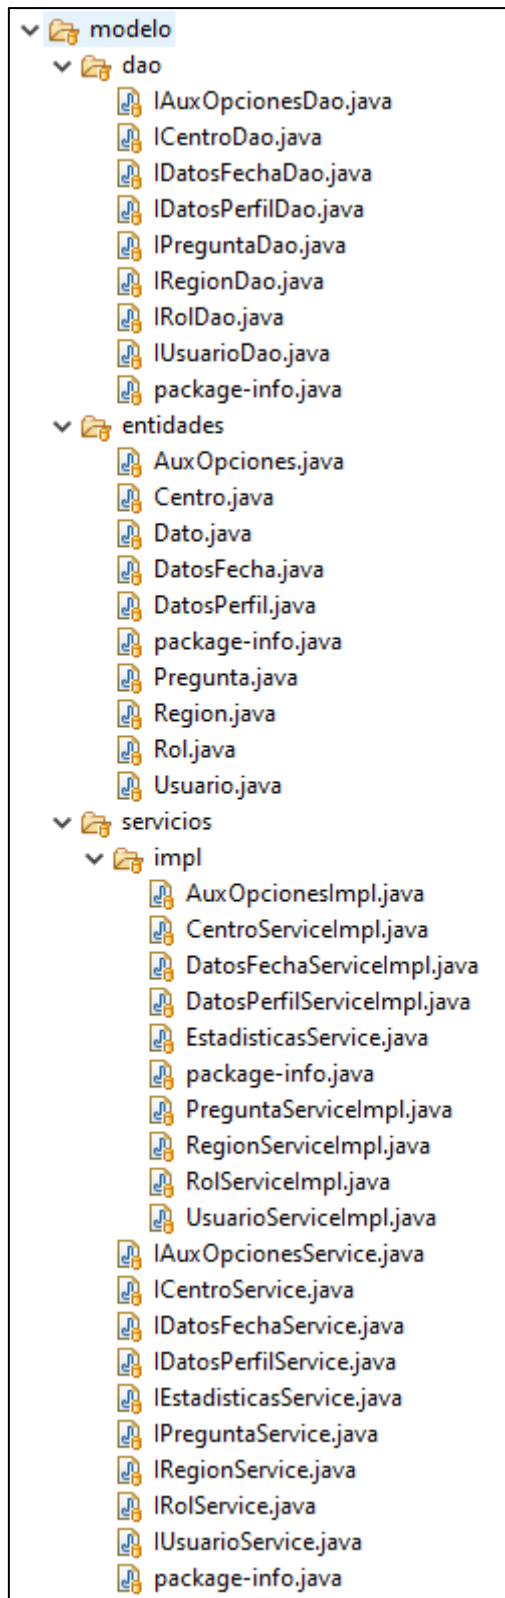 modelo
dao
IAuxOpcionesDao.java
ICentroDao.java
IDatosFechaDao.java
IDatosPerfilDao.java
IPreguntaDao.java
IRegionDao.java
IRolDao.java
IUsuarioDao.java
package-info.java
entidades
AuxOpciones.java
Centro.java
Dato.java
DatosFecha.java
DatosPerfil.java
package-info.java
Pregunta.java
Region.java
Rol.java
Usuario.java
servicios
impl
AuxOpcionesImpl.java
CentroServiceImpl.java
DatosFechaServiceImpl.java
DatosPerfilServiceImpl.java
EstadisticasService.java
package-info.java
PreguntaServiceImpl.java
RegionServiceImpl.java
RolServiceImpl.java
UsuarioServiceImpl.java
IAuxOpcionesService.java
ICentroService.java
IDatosFechaService.java
IDatosPerfilService.java
IEstadisticasService.java
IPreguntaService.java
IRegionService.java
IRolService.java
IUsuarioService.java
package-info.java